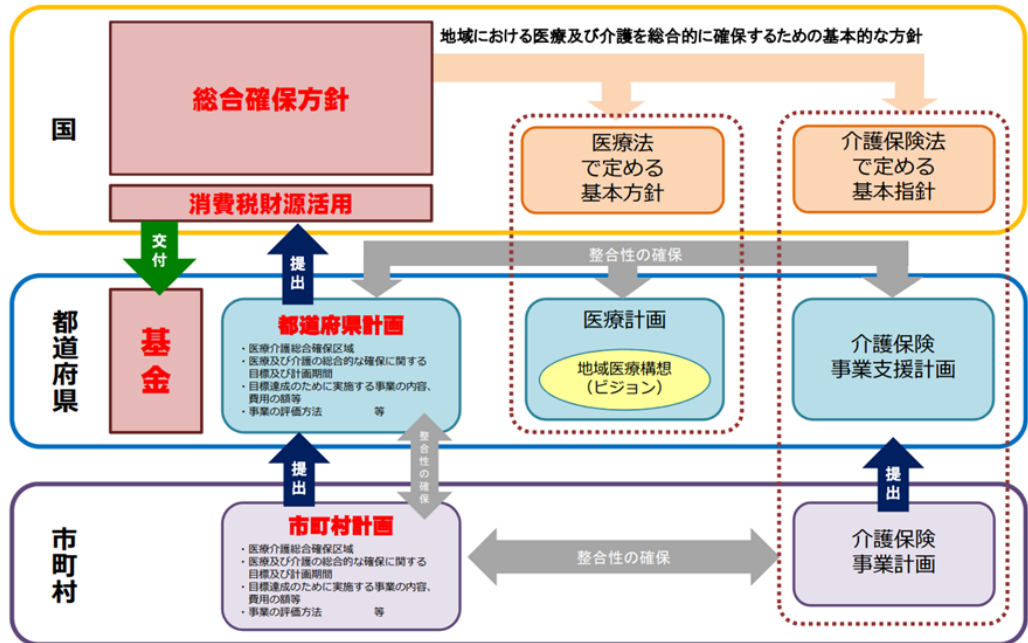 地域における医療及び介護を総合的に確保するための基本的な方針
国
総合確保方針
消費税財源活用
医療法
で定める
基本方針
介護保険法
で定める
基本指針
交付
提出
整合性の確保
都道府県
基金
都道府県計画
・医療介護総合確保区域
・医療及び介護の総合的な確保に関する
目標及び計画期間
・目標達成のために実施する事業の内容、
費用の額等
・事業の評価方法 等
医療計画
地域医療構想
（ビジョン）
介護保険
事業支援計画
提出
整合性の確保
提出
市町村
市町村計画
・医療介護総合確保区域
・医療及び介護の総合的な確保に関する
目標及び計画期間
・目標達成のために実施する事業の内容、
費用の額等
・事業の評価方法 等
整合性の確保
介護保険
事業計画